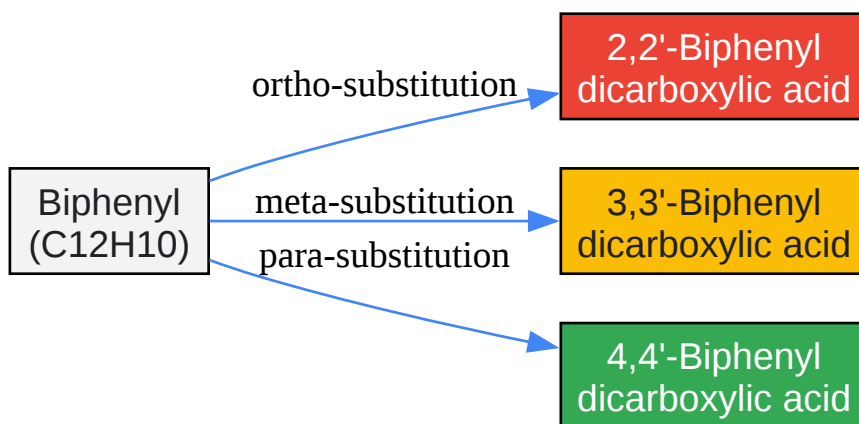 2,2'-Biphenyl
dicarboxylic acid
ortho-substitution
Biphenyl
(C12H10)
meta-substitution
3,3'-Biphenyl
dicarboxylic acid
para-substitution
4,4'-Biphenyl
dicarboxylic acid